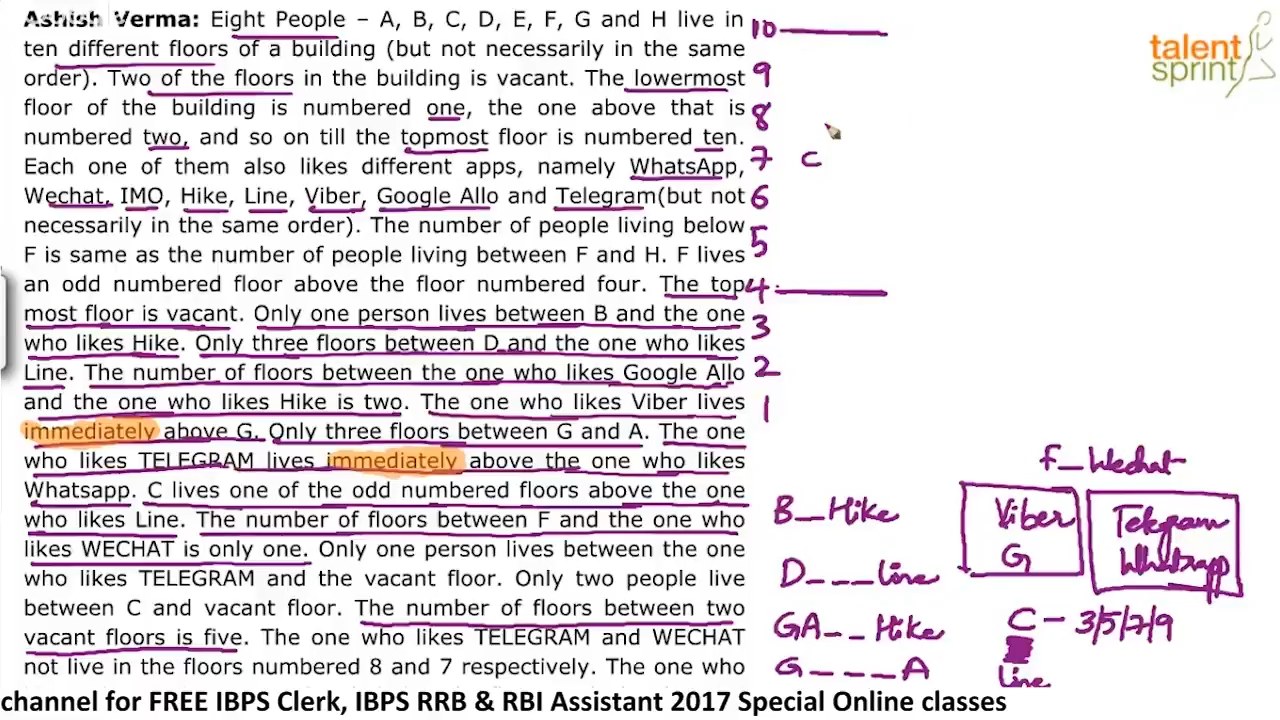 Ashish Verma: Eight People – A, B, C, D, E, F, G and H live in
ten different floors of a building (but not necessarily in the same
order). Two of the floors in the building is vacant. The lowermost
floor of the building is numbered one, the one above that is
numbered two, and so on till the topmost floor is numbered ten.
Each one of them also likes different apps, namely WhatsApp,
Wechat, IMO, Hike, Line, Viber, Google Allo and Telegram(but not
necessarily in the same order). The number of people living below
F is same as the number of people living between F and H. F lives
an odd numbered floor above the floor numbered four. The top
most floor is vacant. Only one person lives between B and the one
who likes Hike. Only three floors between D and the one who likes
Line. The number of floors between the one who likes Google Allo
and the one who likes Hike is two. The one who likes Viber lives
immediately above G. Only three floors between G and A. The one
who likes TELEGRAM lives immediately above the one who likes
Whatsapp. C lives one of the odd numbered floors above the one
who likes Line. The number of floors between F and the one who
likes WECHAT is only one. Only one person lives between the one
who likes TELEGRAM and the vacant floor. Only two people live
between C and vacant floor. The number of floors between two
vacant floors is five. The one who likes TELEGRAM and WECHAT
not live in the floors numbered 8 and 7 respectively. The one who
10
9
8
7 C
6
5
4
3
2
1
talent
sprint
F_Wechat
B_Hike
D_ _ _Line
GA_ _Hike
G_ _ _A
Viber
G
Telegram
Whatsapp
C - 3/5/7/9
Line
channel for FREE IBPS Clerk, IBPS RRB & RBI Assistant 2017 Special Online classes